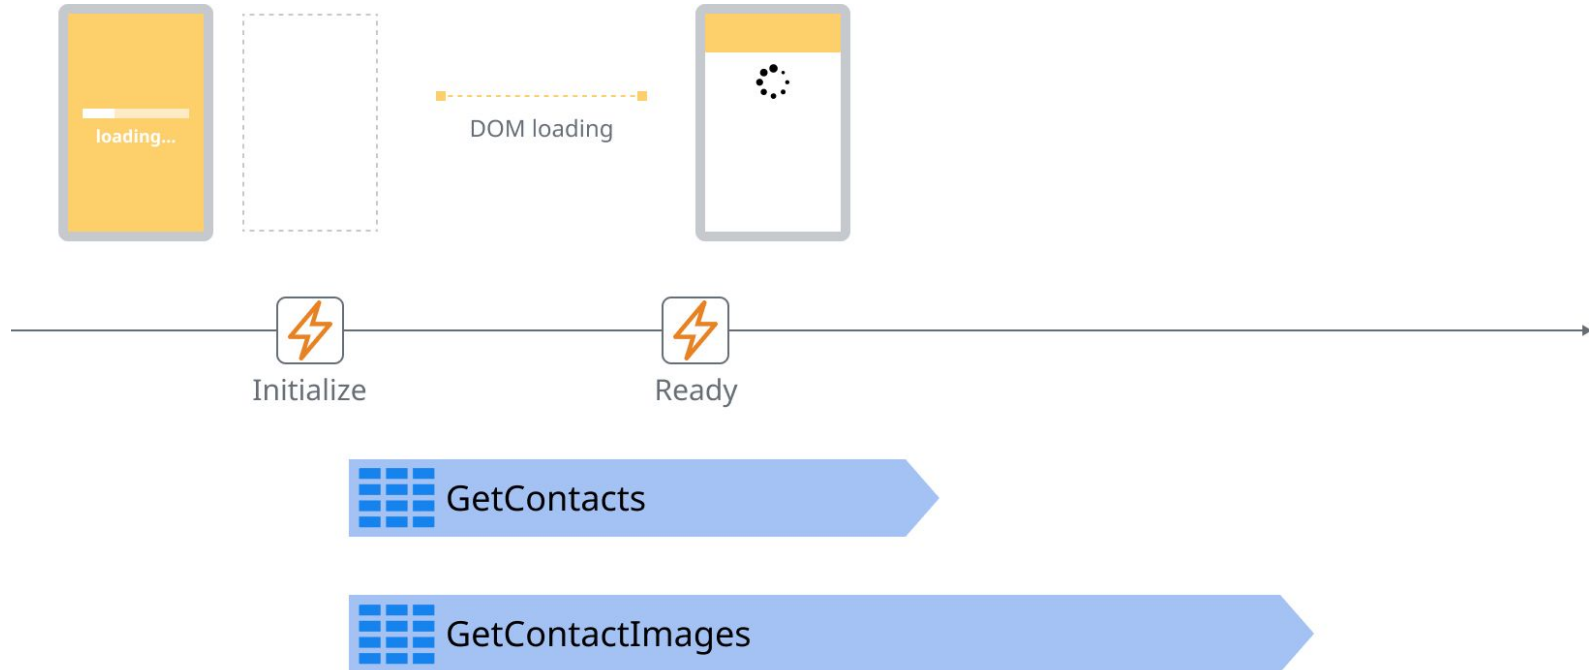 loading...
DOM loading
Initialize
Ready
GetContacts
GetContactImages